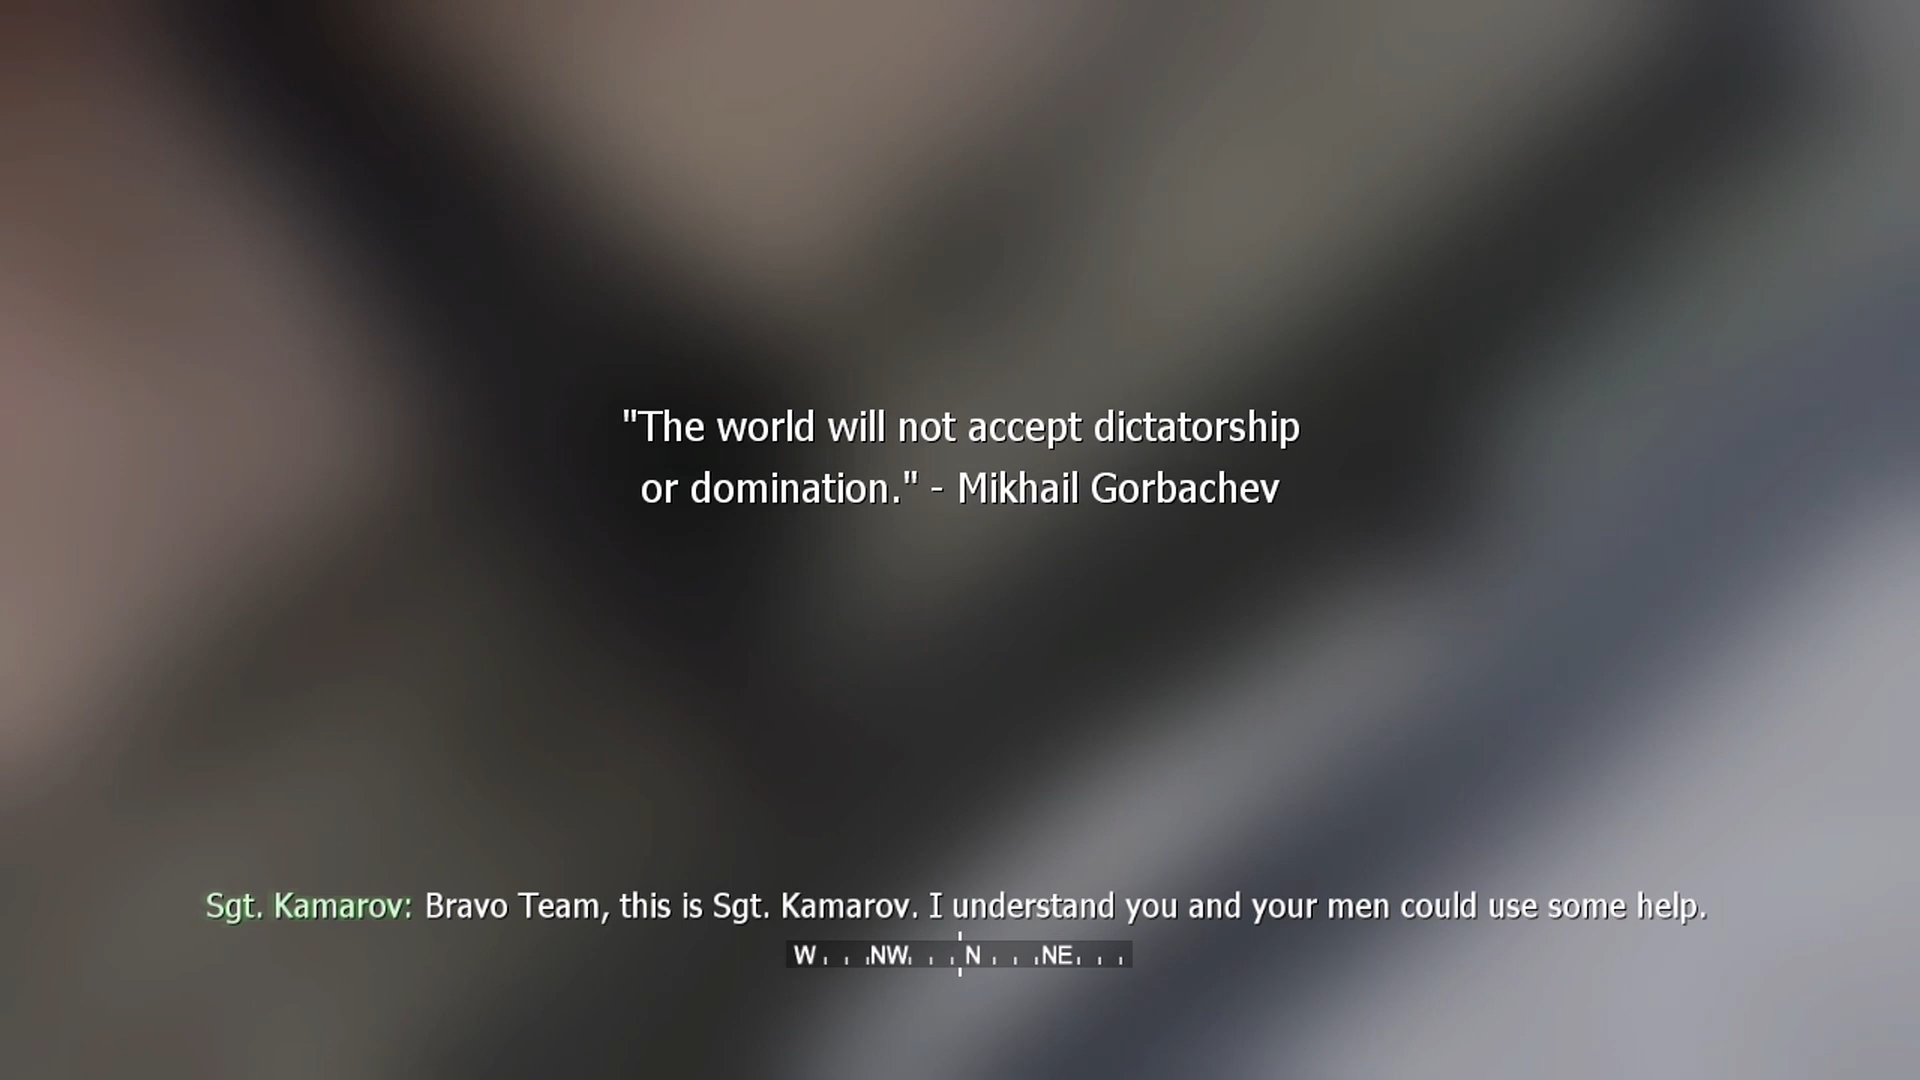 "The world will not accept dictatorship
or domination." - Mikhail Gorbachev
Sgt. Kamarov: Bravo Team, this is Sgt. Kamarov. I understand you and your men could use some help.
W NW N NE